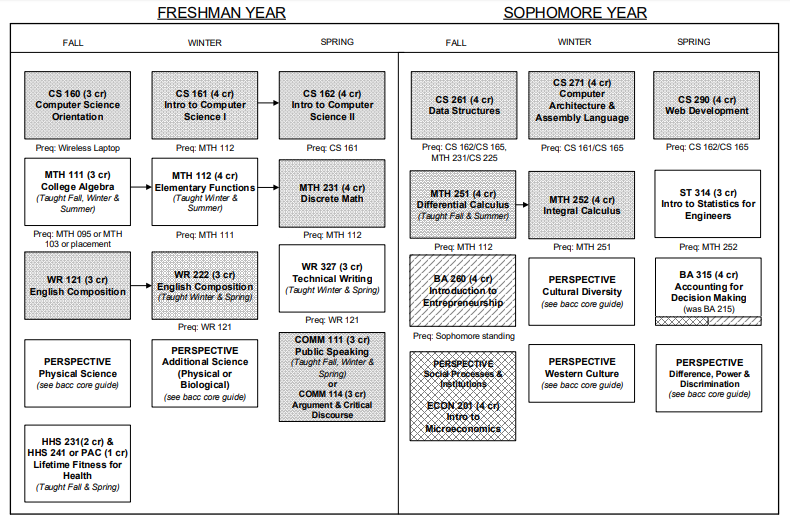 FRESHMAN YEAR
SOPHOMORE YEAR
FALL
WINTER
SPRING
FALL
WINTER
SPRING
CS 160 (3 cr)
Computer Science
Orientation
Preq: Wireless Laptop
CS 161 (4 cr)
Intro to Computer
Science I
Preq: MTH 112
CS 162 (4 cr)
Intro to Computer
Science II
Preq: CS 161
CS 261 (4 cr)
Data Structures
Preq: CS 162/CS 165,
MTH 231/CS 225
CS 271 (4 cr)
Computer
Architecture &
Assembly Language
Preq: CS 161/CS 165
CS 290 (4 cr)
Web Development
Preq: CS 162/CS 165
MTH 111 (3 cr)
College Algebra
(Taught Fall, Winter &
Summer)
Preq: MTH 095 or MTH
103 or placement
MTH 112 (4 cr)
Elementary Functions
(Taught Winter &
Summer)
Preq: MTH 111
MTH 231 (4 cr)
Discrete Math
Preq: MTH 112
MTH 251 (4 cr)
Differential Calculus
(Taught Fall & Summer)
Preq: MTH 112
MTH 252 (4 cr)
Integral Calculus
Preq: MTH 251
ST 314 (3 cr)
Intro to Statistics for
Engineers
Preq: MTH 252
WR 121 (3 cr)
English Composition
WR 222 (3 cr)
English Composition
(Taught Winter & Spring)
Preq: WR 121
WR 327 (3 cr)
Technical Writing
(Taught Winter & Spring)
Preq: WR 121
BA 260 (4 cr)
Introduction to
Entrepreneurship
Preq: Sophomore standing
PERSPECTIVE
Cultural Diversity
(see bacc core guide)
BA 315 (4 cr)
Accounting for
Decision Making
(was BA 215)
PERSPECTIVE
Physical Science
(see bacc core guide)
PERSPECTIVE
Additional Science
(Physical or
Biological)
(see bacc core guide)
COMM 111 (3 cr)
Public Speaking
(Taught Fall, Winter &
Spring)
or
COMM 114 (3 cr)
Argument & Critical
Discourse
PERSPECTIVE
Social Processes &
Institutions
ECON 201 (4 cr)
Intro to
Microeconomics
PERSPECTIVE
Western Culture
(see bacc core guide)
PERSPECTIVE
Difference, Power &
Discrimination
(see bacc core guide)
HHS 231(2 cr) &
HHS 241 or PAC (1 cr)
Lifetime Fitness for
Health
(Taught Fall & Spring)